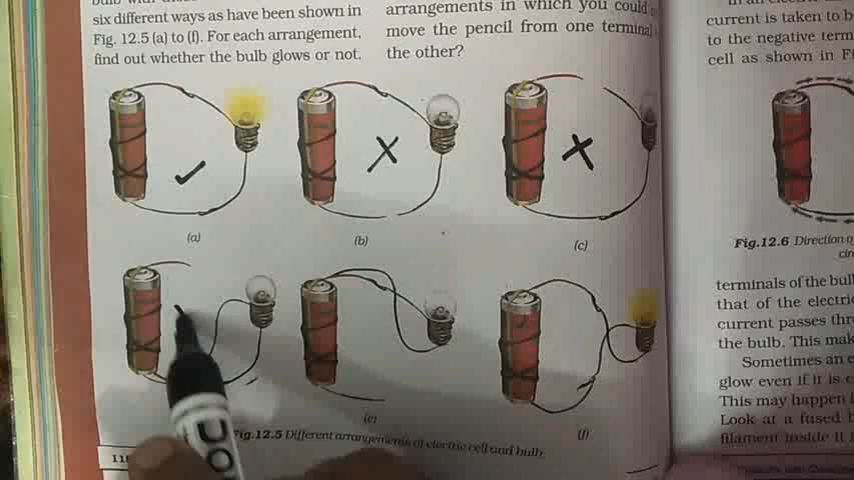 six different ways as have been shown in
Fig. 12.5 (a) to (f). For each arrangement,
find out whether the bulb glows or not.
arrangements in which you could
move the pencil from one terminal
the other?
current is taken to b
to the negative term
cell as shown in Fi
(a)
(b)
(c)
Fig.12.6 Direction o
cir
(e)
(f)
Fig.12.5 Different arrangements of electric cell and bulb
terminals of the bul
that of the electri
current passes thr
the bulb. This mak
Sometimes an e
glow even if it is c
This may happen i
Look at a fused b
filament inside it i